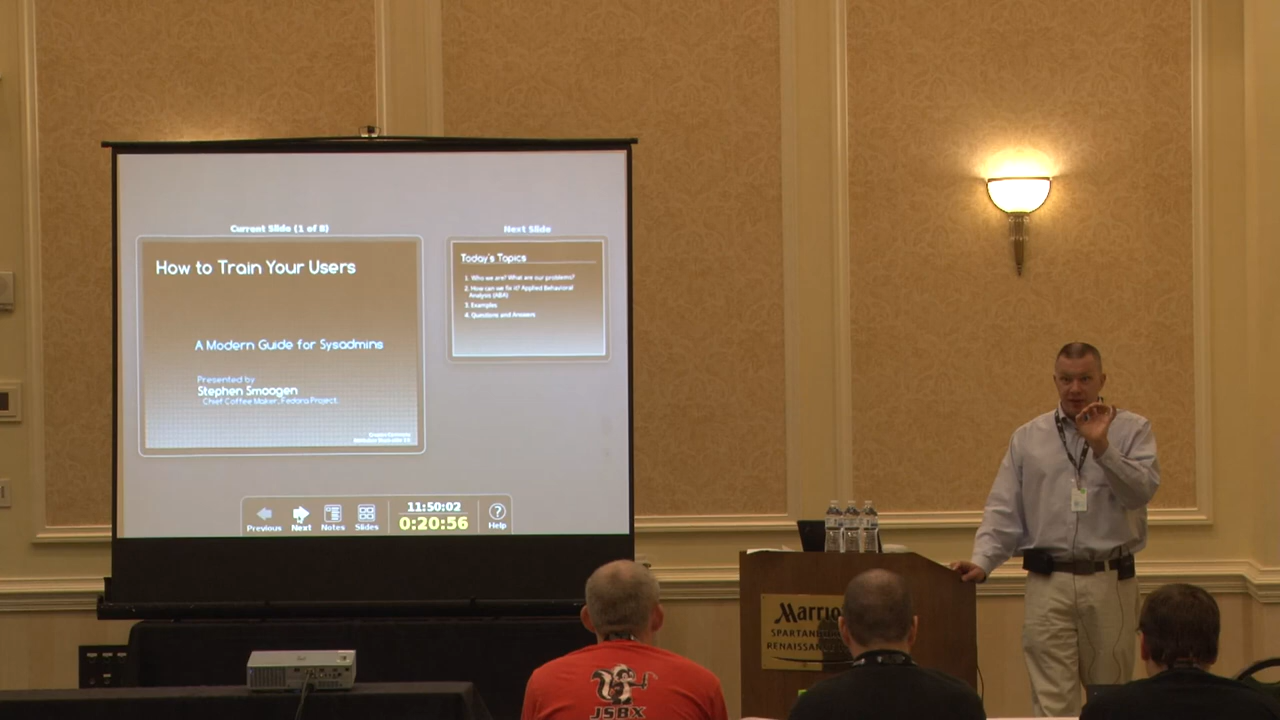 Current Slide (1 of 8)
How to Train Your Users
A Modern Guide for Sysadmins
Presented by
Stephen Smoogen
Chief Coffee Maker, Fedora Project.
Next Slide
Today's Topics
1. Who we are? What are our problems?
2. How can we fix it? Applied Behavioral
Analysis (ABA)
3. Examples
4. Questions and Answers
Previous
Next
Notes
Slides
11:50:02
0:20:56
Help
JSBX